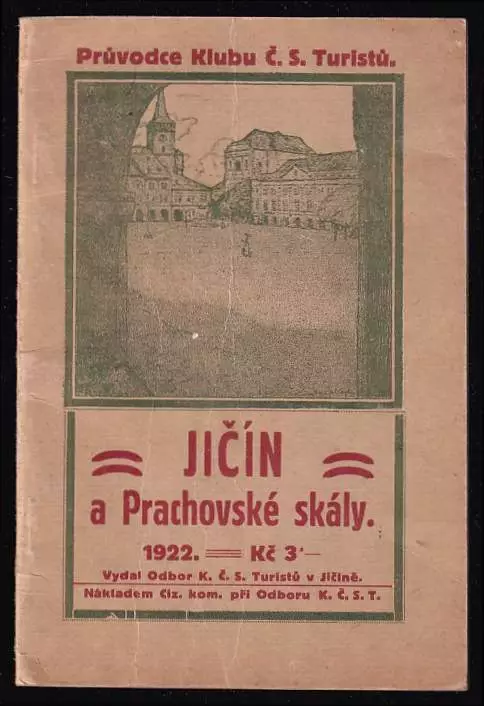 Průvodce Klubu Č. S. Turistů.
JIČÍN
a Prachovské skály.
1922. Kč 3·—
Vydal Odbor K. Č. S. Turistů v Jičíně.
Nákladem Ciz. kom. při Odboru K. Č. S. T.